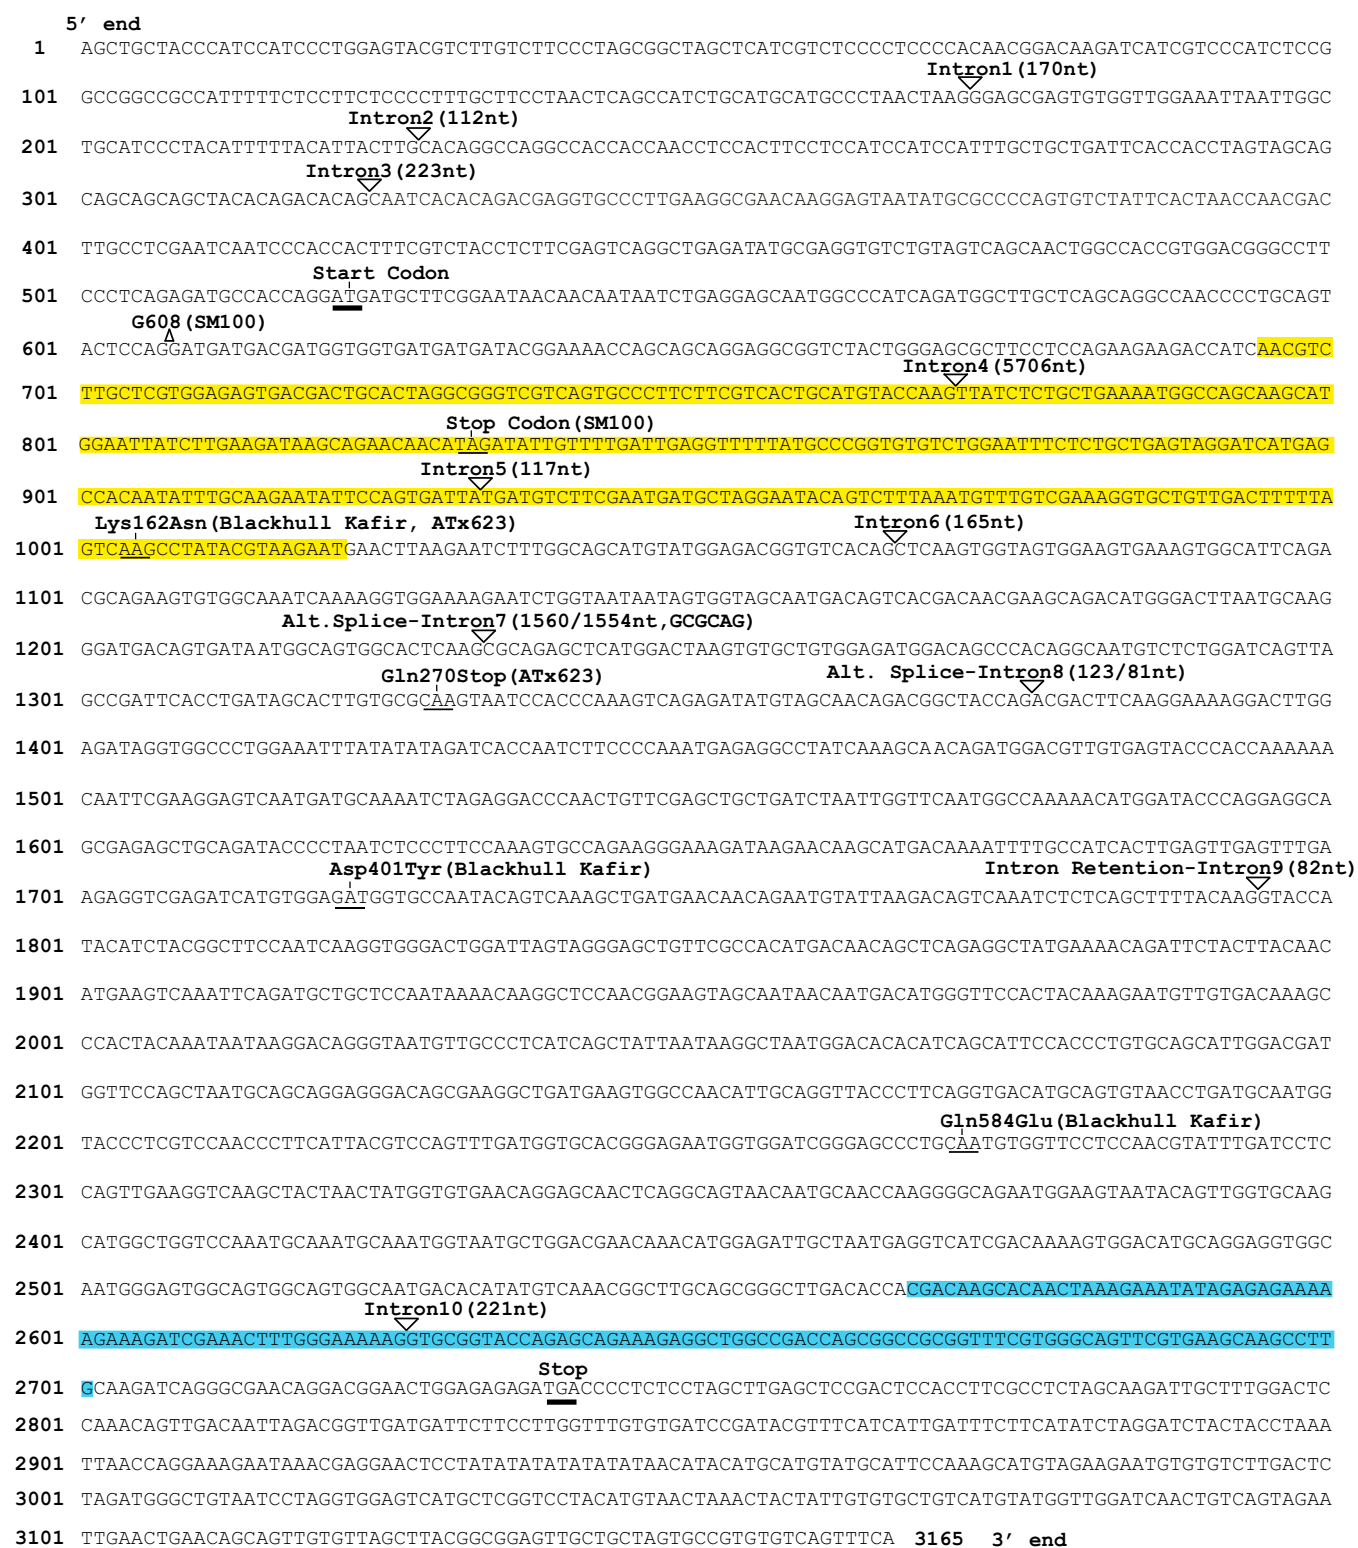 5′ end
1 AGCTGCTACCCATCCATCCCTGGAGTACGTCTTGTCTTCCCTAGCGGCTAGCTCATCGTCTCCCCTCCCCACAACGGACAAGATCATCGTCCCATCTCCG
Intron1(170nt)
101 GCCGGCCGCCATTTTTCTCCTTCTCCCCTTTGCTTCCTAACTCAGCCATCTGCATGCATGCCCTAACTAAGGGAGCGAGTGTGGTTGGAAATTAATTGGC
Intron2(112nt)
201 TGCATCCCTACATTTTTACATTACTTGCACAGGCCAGGCCACCACCAACCTCCACTTCCTCCATCCATCCATTTGCTGCTGATTCACCACCTAGTAGCAG
Intron3(223nt)
301 CAGCAGCAGCTACACAGACACAGCAATCACACAGACGAGGTGCCCTTGAAGGCGAACAAGGAGTAATATGCGCCCCAGTGTCTATTCACTAACCAACGAC
401 TTGCCTCGAATCAATCCCACCACTTTCGTCTACCTCTTCGAGTCAGGCTGAGATATGCGAGGTGTCTGTAGTCAGCAACTGGCCACCGTGGACGGGCCTT
Start Codon
501 CCCTCAGAGATGCCACCAGGATGATGCTTCGGAATAACAACAATAATCTGAGGAGCAATGGCCCATCAGATGGCTTGCTCAGCAGGCCAACCCCTGCAGT
G608(SM100)
601 ACTCCAGGATGATGACGATGGTGGTGATGATGATACGGAAAACCAGCAGCAGGAGGCGGTCTACTGGGAGCGCTTCCTCCAGAAGAAGACCATCAACGTC
Intron4(5706nt)
701 TTGCTCGTGGAGAGTGACGACTGCACTAGGCGGGTCGTCAGTGCCCTTCTTCGTCACTGCATGTACCAAGTTATCTCTGCTGAAAATGGCCAGCAAGCAT
Stop Codon(SM100)
801 GGAATTATCTTGAAGATAAGCAGAACAACATAGATATTGTTTTGATTGAGGTTTTTATGCCCGGTGTGTCTGGAATTTCTCTGCTGAGTAGGATCATGAG
Intron5(117nt)
901 CCACAATATTTGCAAGAATATTCCAGTGATTATGATGTCTTCGAATGATGCTAGGAATACAGTCTTTAAATGTTTGTCGAAAGGTGCTGTTGACTTTTTA
Lys162Asn(Blackhull Kafir, ATx623) Intron6(165nt)
1001 GTCAAGCCTATACGTAAGAATGAACTTAAGAATCTTTGGCAGCATGTATGGAGACGGTGTCACAGCTCAAGTGGTAGTGGAAGTGAAAGTGGCATTCAGA
1101 CGCAGAAGTGTGGCAAATCAAAAGGTGGAAAAGAATCTGGTAATAATAGTGGTAGCAATGACAGTCACGACAACGAAGCAGACATGGGACTTAATGCAAG
Alt.Splice-Intron7(1560/1554nt,GCGCAG)
1201 GGATGACAGTGATAATGGCAGTGGCACTCAAGCGCAGAGCTCATGGACTAAGTGTGCTGTGGAGATGGACAGCCCACAGGCAATGTCTCTGGATCAGTTA
Gln270Stop(ATx623) Alt. Splice-Intron8(123/81nt)
1301 GCCGATTCACCTGATAGCACTTGTGCGCAAGTAATCCACCCAAAGTCAGAGATATGTAGCAACAGACGGCTACCAGACGACTTCAAGGAAAAGGACTTGG
1401 AGATAGGTGGCCCTGGAAATTTATATATAGATCACCAATCTTCCCCAAATGAGAGGCCTATCAAAGCAACAGATGGACGTTGTGAGTACCCACCAAAAAA
1501 CAATTCGAAGGAGTCAATGATGCAAAATCTAGAGGACCCAACTGTTCGAGCTGCTGATCTAATTGGTTCAATGGCCAAAAACATGGATACCCAGGAGGCA
1601 GCGAGAGCTGCAGATACCCCTAATCTCCCTTCCAAAGTGCCAGAAGGGAAAGATAAGAACAAGCATGACAAAATTTTGCCATCACTTGAGTTGAGTTTGA
Asp401Tyr(Blackhull Kafir) Intron Retention-Intron9(82nt)
1701 AGAGGTCGAGATCATGTGGAGATGGTGCCAATACAGTCAAAGCTGATGAACAACAGAATGTATTAAGACAGTCAAATCTCTCAGCTTTTACAAGGTACCA
1801 TACATCTACGGCTTCCAATCAAGGTGGGACTGGATTAGTAGGGAGCTGTTCGCCACATGACAACAGCTCAGAGGCTATGAAAACAGATTCTACTTACAAC
1901 ATGAAGTCAAATTCAGATGCTGCTCCAATAAAACAAGGCTCCAACGGAAGTAGCAATAACAATGACATGGGTTCCACTACAAAGAATGTTGTGACAAAGC
2001 CCACTACAAATAATAAGGACAGGGTAATGTTGCCCTCATCAGCTATTAATAAGGCTAATGGACACACATCAGCATTCCACCCTGTGCAGCATTGGACGAT
2101 GGTTCCAGCTAATGCAGCAGGAGGGACAGCGAAGGCTGATGAAGTGGCCAACATTGCAGGTTACCCTTCAGGTGACATGCAGTGTAACCTGATGCAATGG
Gln584Glu(Blackhull Kafir)
2201 TACCCTCGTCCAACCCTTCATTACGTCCAGTTTGATGGTGCACGGGAGAATGGTGGATCGGGAGCCCTGCAATGTGGTTCCTCCAACGTATTTGATCCTC
2301 CAGTTGAAGGTCAAGCTACTAACTATGGTGTGAACAGGAGCAACTCAGGCAGTAACAATGCAACCAAGGGGCAGAATGGAAGTAATACAGTTGGTGCAAG
2401 CATGGCTGGTCCAAATGCAAATGCAAATGGTAATGCTGGACGAACAAACATGGAGATTGCTAATGAGGTCATCGACAAAAGTGGACATGCAGGAGGTGGC
2501 AATGGGAGTGGCAGTGGCAGTGGCAATGACACATATGTCAAACGGCTTGCAGCGGGCTTGACACCACGACAAGCACAACTAAAGAAATATAGAGAGAAAA
Intron10(221nt)
2601 AGAAAGATCGAAACTTTGGGAAAAAGGTGCGGTACCAGAGCAGAAAGAGGCTGGCCGACCAGCGGCCGCGGTTTCGTGGGCAGTTCGTGAAGCAAGCCTT
Stop
2701 GCAAGATCAGGGCGAACAGGACGGAACTGGAGAGAGATGACCCCTCTCCTAGCTTGAGCTCCGACTCCACCTTCGCCTCTAGCAAGATTGCTTTGGACTC
2801 CAAACAGTTGACAATTAGACGGTTGATGATTCTTCCTTGGTTTGTGTGATCCGATACGTTTCATCATTGATTTCTTCATATCTAGGATCTACTACCTAAA
2901 TTAACCAGGAAAGAATAAACGAGGAACTCCTATATATATATATATAACATACATGCATGTATGCATTCCAAAGCATGTAGAAGAATGTGTGTCTTGACTC
3001 TAGATGGGCTGTAATCCTAGGTGGAGTCATGCTCGGTCCTACATGTAACTAAACTACTATTGTGTGCTGTCATGTATGGTTGGATCAACTGTCAGTAGAA
3101 TTGAACTGAACAGCAGTTGTGTTAGCTTACGGCGGAGTTGCTGCTAGTGCCGTGTGTCAGTTTCA 3165 3′ end